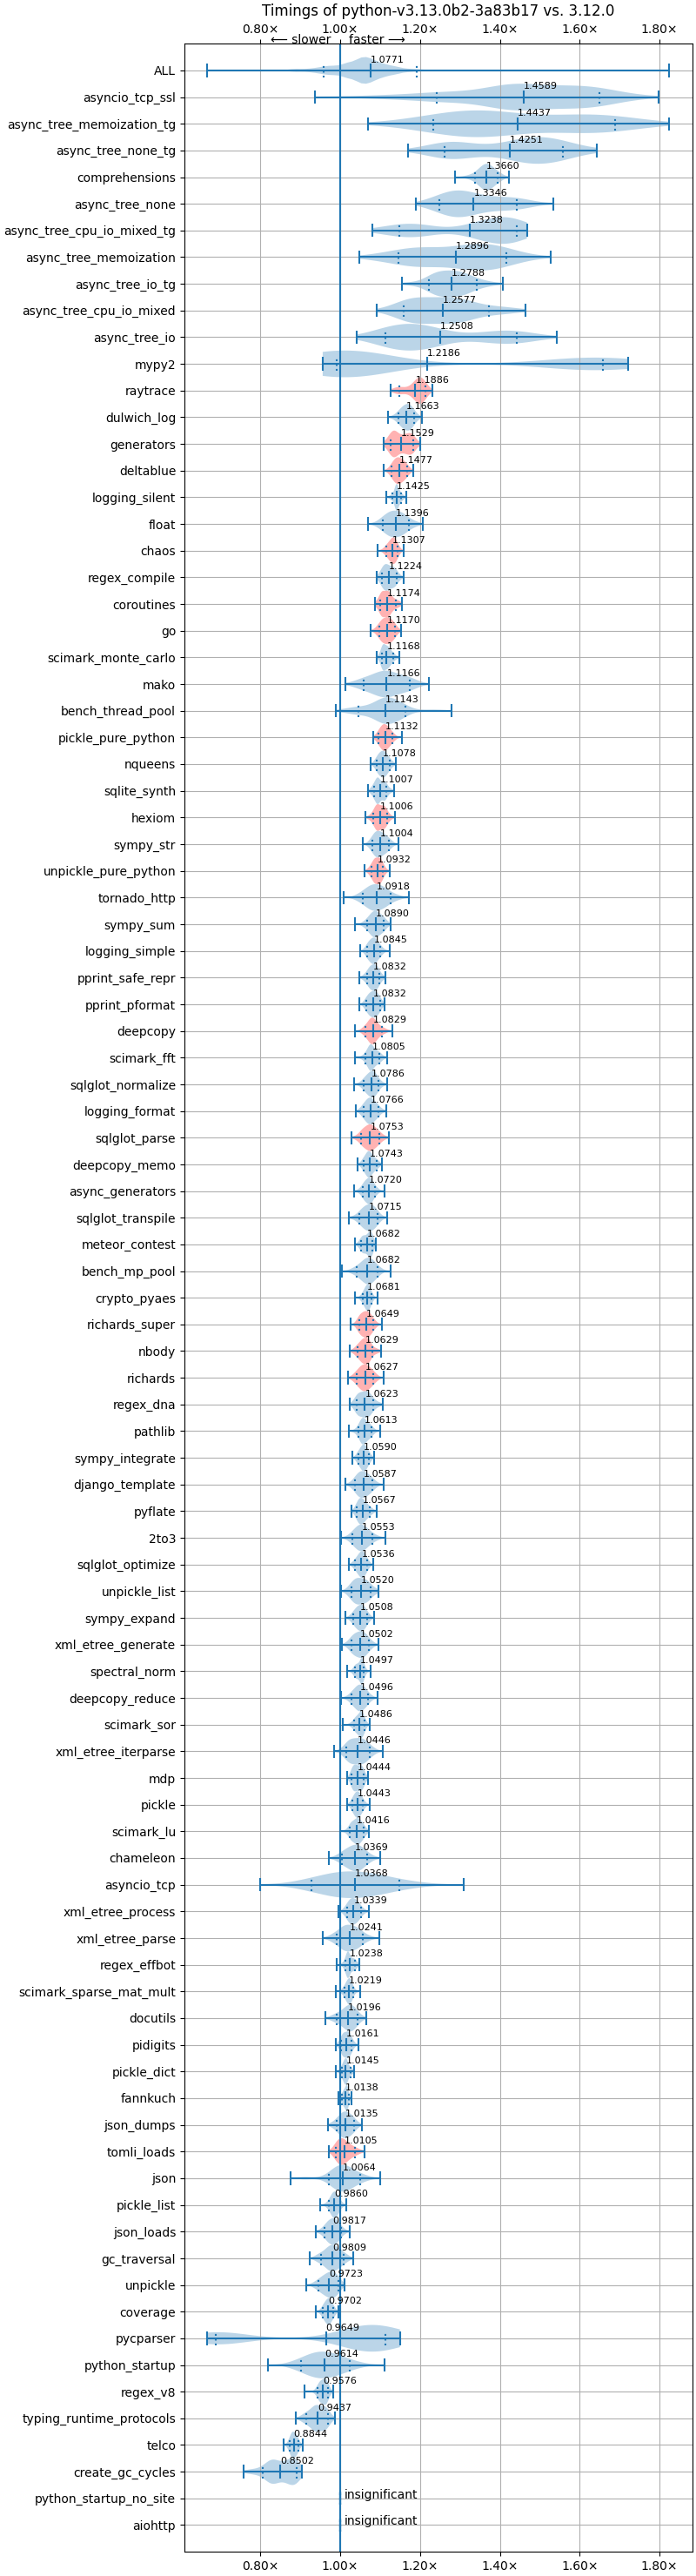 Timings of python-v3.13.0b2-3a83b17 vs. 3.12.0
0.80× 1.00× 1.20× 1.40× 1.60× 1.80×
⟵ slower faster ⟶
ALL 1.0771
asyncio_tcp_ssl 1.4589
async_tree_memoization_tg 1.4437
async_tree_none_tg 1.4251
comprehensions 1.3660
async_tree_none 1.3346
async_tree_cpu_io_mixed_tg 1.3238
async_tree_memoization 1.2896
async_tree_io_tg 1.2788
async_tree_cpu_io_mixed 1.2577
async_tree_io 1.2508
mypy2 1.2186
raytrace 1.1886
dulwich_log 1.1663
generators 1.1529
deltablue 1.1477
logging_silent 1.1425
float 1.1396
chaos 1.1307
regex_compile 1.1224
coroutines 1.1174
go 1.1170
scimark_monte_carlo 1.1168
mako 1.1166
bench_thread_pool 1.1143
pickle_pure_python 1.1132
nqueens 1.1078
sqlite_synth 1.1007
hexiom 1.1006
sympy_str 1.1004
unpickle_pure_python 1.0932
tornado_http 1.0918
sympy_sum 1.0890
logging_simple 1.0845
pprint_safe_repr 1.0832
pprint_pformat 1.0832
deepcopy 1.0829
scimark_fft 1.0805
sqlglot_normalize 1.0786
logging_format 1.0766
sqlglot_parse 1.0753
deepcopy_memo 1.0743
async_generators 1.0720
sqlglot_transpile 1.0715
meteor_contest 1.0682
bench_mp_pool 1.0682
crypto_pyaes 1.0681
richards_super 1.0649
nbody 1.0629
richards 1.0627
regex_dna 1.0623
pathlib 1.0613
sympy_integrate 1.0590
django_template 1.0587
pyflate 1.0567
2to3 1.0553
sqlglot_optimize 1.0536
unpickle_list 1.0520
sympy_expand 1.0508
xml_etree_generate 1.0502
spectral_norm 1.0497
deepcopy_reduce 1.0496
scimark_sor 1.0486
xml_etree_iterparse 1.0446
mdp 1.0444
pickle 1.0443
scimark_lu 1.0416
chameleon 1.0369
asyncio_tcp 1.0368
xml_etree_process 1.0339
xml_etree_parse 1.0241
regex_effbot 1.0238
scimark_sparse_mat_mult 1.0219
docutils 1.0196
pidigits 1.0161
pickle_dict 1.0145
fannkuch 1.0138
json_dumps 1.0135
tomli_loads 1.0105
json 1.0064
pickle_list 0.9860
json_loads 0.9817
gc_traversal 0.9809
unpickle 0.9723
coverage 0.9702
pycparser 0.9649
python_startup 0.9614
regex_v8 0.9576
typing_runtime_protocols 0.9437
telco 0.8844
create_gc_cycles 0.8502
python_startup_no_site insignificant
aiohttp insignificant
0.80× 1.00× 1.20× 1.40× 1.60× 1.80×